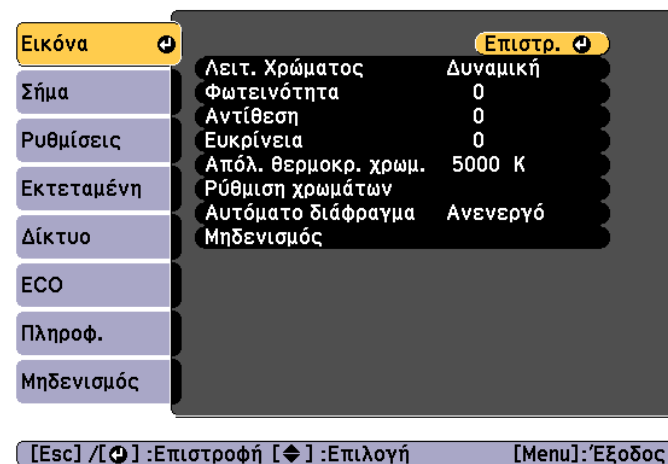 Εικόνα
Σήμα
Ρυθμίσεις
Εκτεταμένη
Δίκτυο
ECO
Πληροφ.
Μηδενισμός
Επιστρ.
Λειτ. Χρώματος Δυναμική
Φωτεινότητα 0
Αντίθεση 0
Ευκρίνεια 0
Απόλ. θερμοκρ. χρωμ. 5000 K
Ρύθμιση χρωμάτων
Αυτόματο διάφραγμα Ανενεργό
Μηδενισμός
[Esc] /[⏎] :Επιστροφή [◆] :Επιλογή [Menu]:Έξοδος